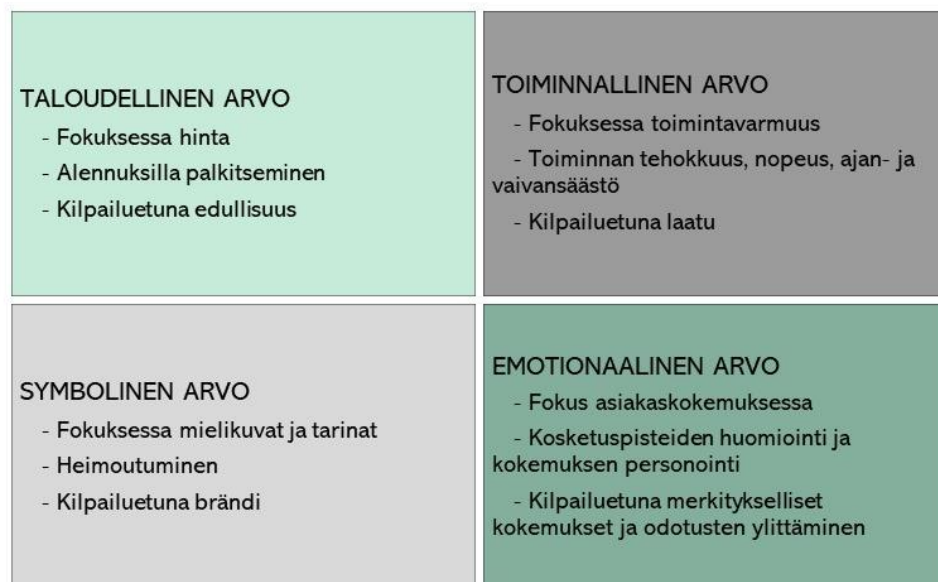 TALOUDELLINEN ARVO
- Fokuksessa hinta
- Alennuksilla palkitseminen
- Kilpailuetuna edullisuus
TOIMINNALLINEN ARVO
- Fokuksessa toimintavarmuus
- Toiminnan tehokkuus, nopeus, ajan- ja
vaivansäästö
- Kilpailuetuna laatu
SYMBOLINEN ARVO
- Fokuksessa mielikuvat ja tarinat
- Heimoutuminen
- Kilpailuetuna brändi
EMOTIONAALINEN ARVO
- Fokus asiakaskokemuksessa
- Kosketuspisteiden huomiointi ja
kokemuksen personointi
- Kilpailuetuna merkitykselliset
kokemukset ja odotusten ylittäminen